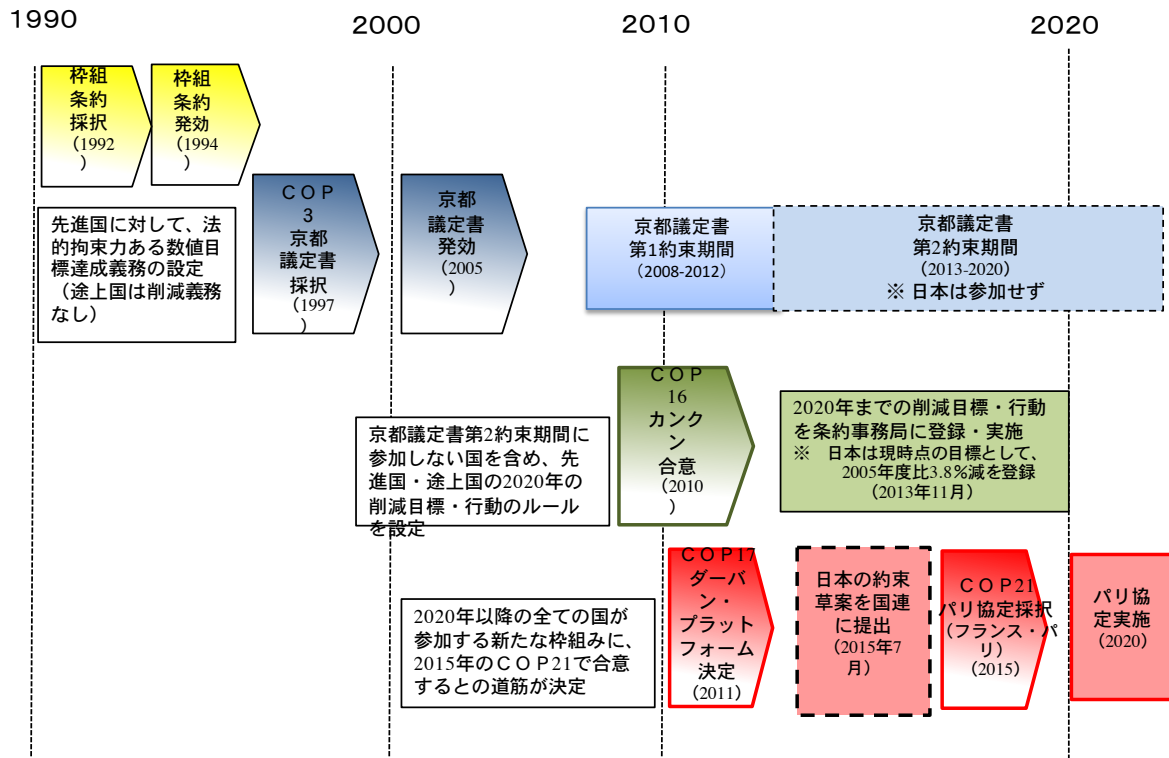 1990
2000
2010
2020
枠組
条約
採択
(1992
)
枠組
条約
発効
(1994
)
先進国に対して、法
的拘束力ある数値目
標達成義務の設定
（途上国は削減義務
なし）
ＣＯＰ
3
京都
議定書
採択
(1997
)
京都
議定書
発効
(2005
)
京都議定書
第1約束期間
(2008-2012)
京都議定書
第2約束期間
(2013-2020)
※ 日本は参加せず
京都議定書第2約束期間に
参加しない国を含め、先
進国・途上国の2020年の
削減目標・行動のルール
を設定
ＣＯＰ
16
カンク
ン
合意
(2010
)
2020年までの削減目標・行動
を条約事務局に登録・実施
※　日本は現時点の目標として、
2005年度比3.8％減を登録
（2013年11月）
2020年以降の全ての国が
参加する新たな枠組みに、
2015年のＣＯＰ21で合意
するとの道筋が決定
ＣＯＰ17
ダーバ
ン・
プラット
フォーム
決定
(2011)
日本の約束
草案を国連
に提出
(2015年7
月)
ＣＯＰ21
パリ協定採択
(フランス・パ
リ)
(2015)
パリ協
定実施
(2020)